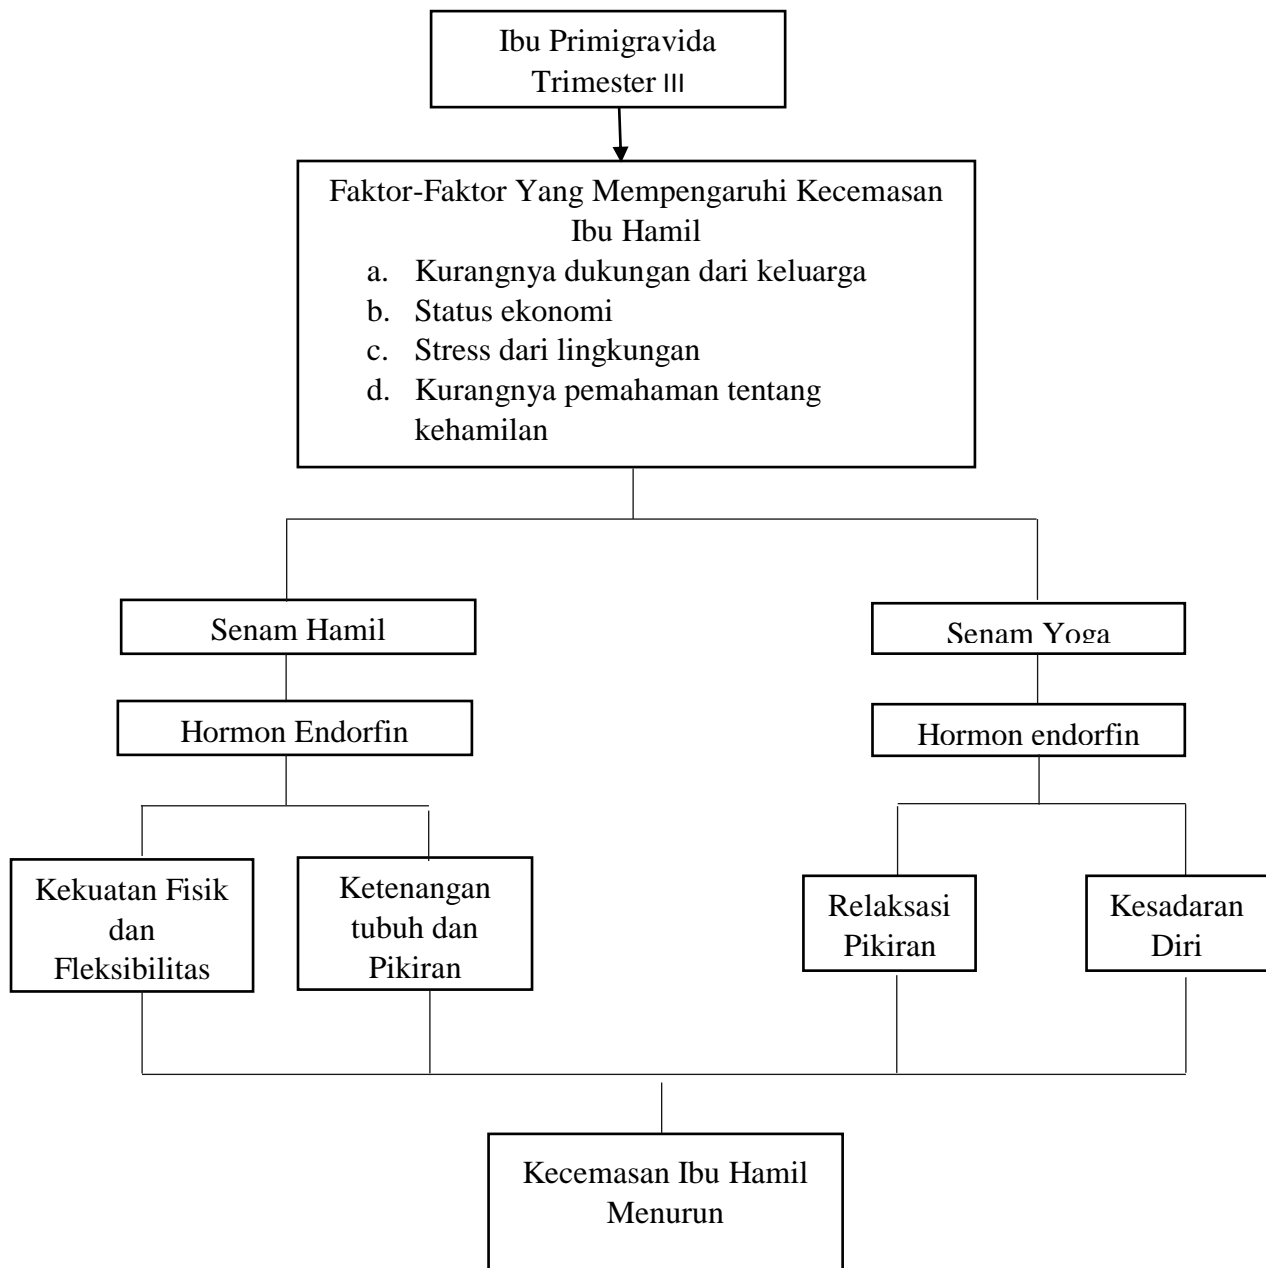 Ibu Primigravida
Trimester III
Faktor-Faktor Yang Mempengaruhi Kecemasan
Ibu Hamil
a. Kurangnya dukungan dari keluarga
b. Status ekonomi
c. Stress dari lingkungan
d. Kurangnya pemahaman tentang
kehamilan
Senam Hamil
Senam Yoga
Hormon Endorfin
Hormon endorfin
Kekuatan Fisik
dan
Fleksibilitas
Ketenangan
tubuh dan
Pikiran
Relaksasi
Pikiran
Kesadaran
Diri
Kecemasan Ibu Hamil
Menurun